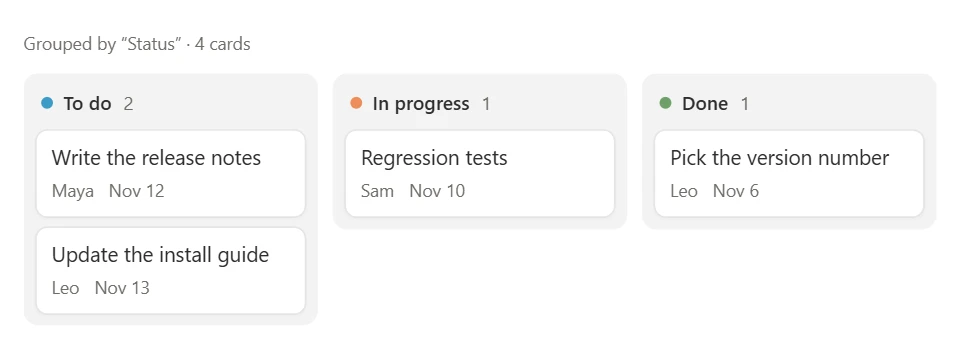 Grouped by “Status” · 4 cards
To do 2
Write the release notes
Maya Nov 12
Update the install guide
Leo Nov 13
In progress 1
Regression tests
Sam Nov 10
Done 1
Pick the version number
Leo Nov 6